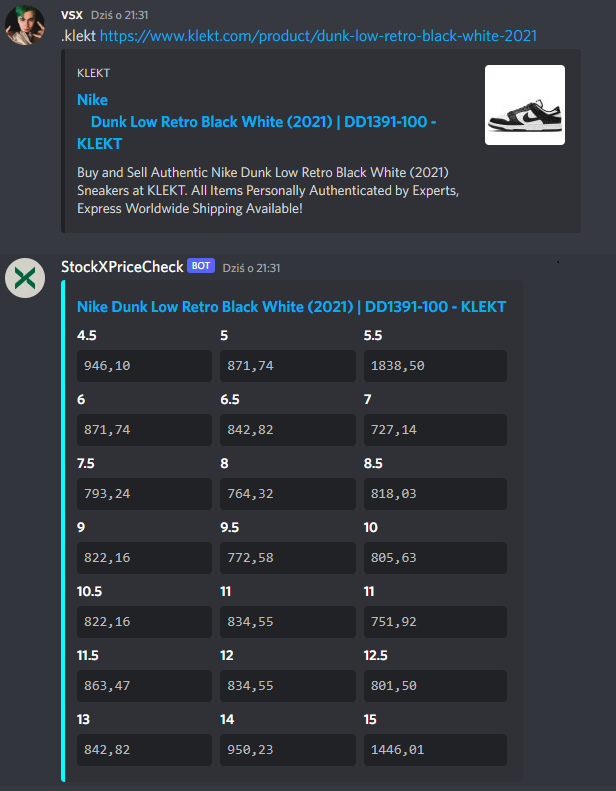 VSX Dziś o 21:31
.klekt https://www.klekt.com/product/dunk-low-retro-black-white-2021
KLEKT
Nike
Dunk Low Retro Black White (2021) | DD1391-100 -
KLEKT
Buy and Sell Authentic Nike Dunk Low Retro Black White (2021)
Sneakers at KLEKT. All Items Personally Authenticated by Experts,
Express Worldwide Shipping Available!
StockXPriceCheck BOT Dziś o 21:31
Nike Dunk Low Retro Black White (2021) | DD1391-100 - KLEKT
4.5 5 5.5
946,10 871,74 1838,50
6 6.5 7
871,74 842,82 727,14
7.5 8 8.5
793,24 764,32 818,03
9 9.5 10
822,16 772,58 805,63
10.5 11 11
822,16 834,55 751,92
11.5 12 12.5
863,47 834,55 801,50
13 14 15
842,82 950,23 1446,01